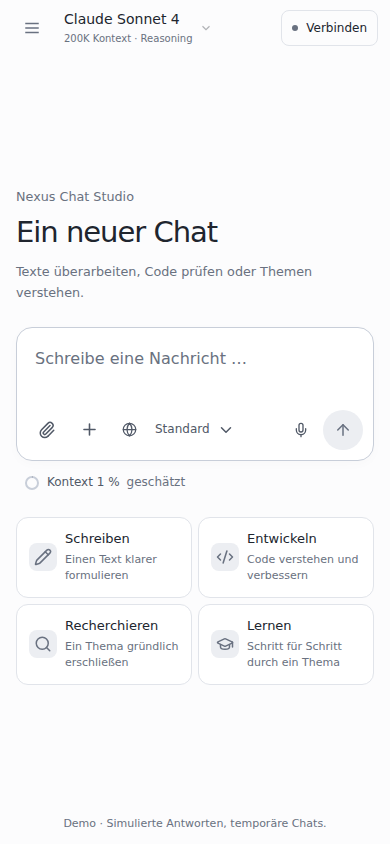 Claude Sonnet 4
200K Kontext · Reasoning
Verbinden
Nexus Chat Studio
Ein neuer Chat
Texte überarbeiten, Code prüfen oder Themen
verstehen.
Schreibe eine Nachricht …
Standard
Kontext 1 % geschätzt
Schreiben
Einen Text klarer
formulieren
Entwickeln
Code verstehen und
verbessern
Recherchieren
Ein Thema gründlich
erschließen
Lernen
Schritt für Schritt
durch ein Thema
Demo · Simulierte Antworten, temporäre Chats.